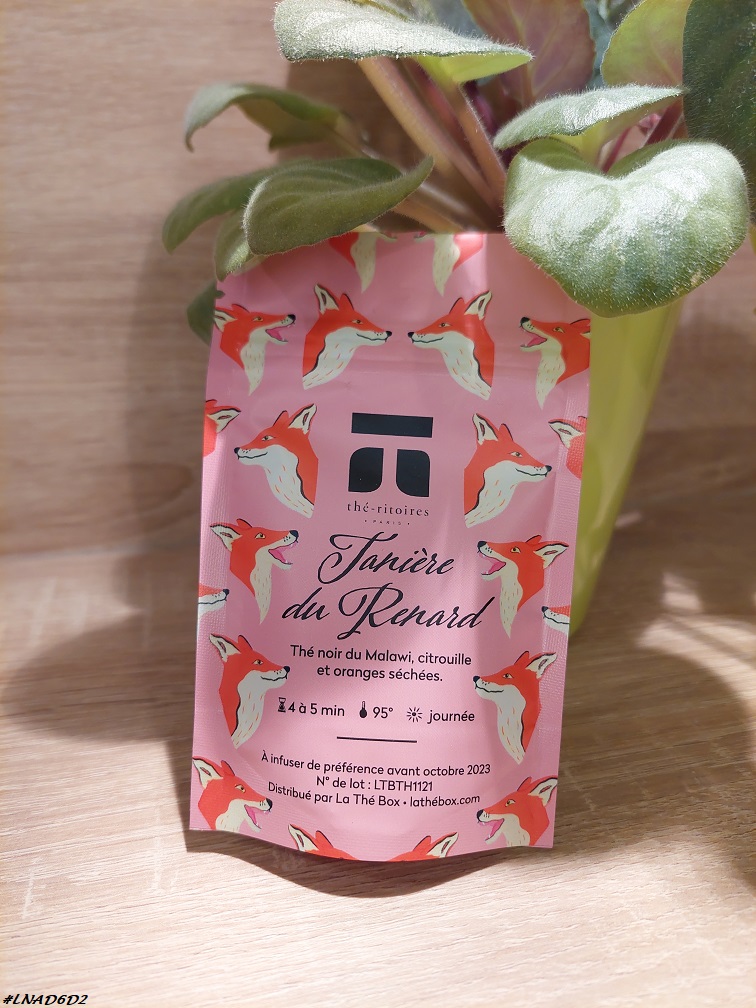 thé-ritoires
• PARIS •
Tanière
du Renard
Thé noir du Malawi, citrouille
et oranges séchées.
4 à 5 min 95° journée
À infuser de préférence avant octobre 2023
N° de lot : LTBTH1121
Distribué par La Thé Box • lathébox.com
#LNAD6D2